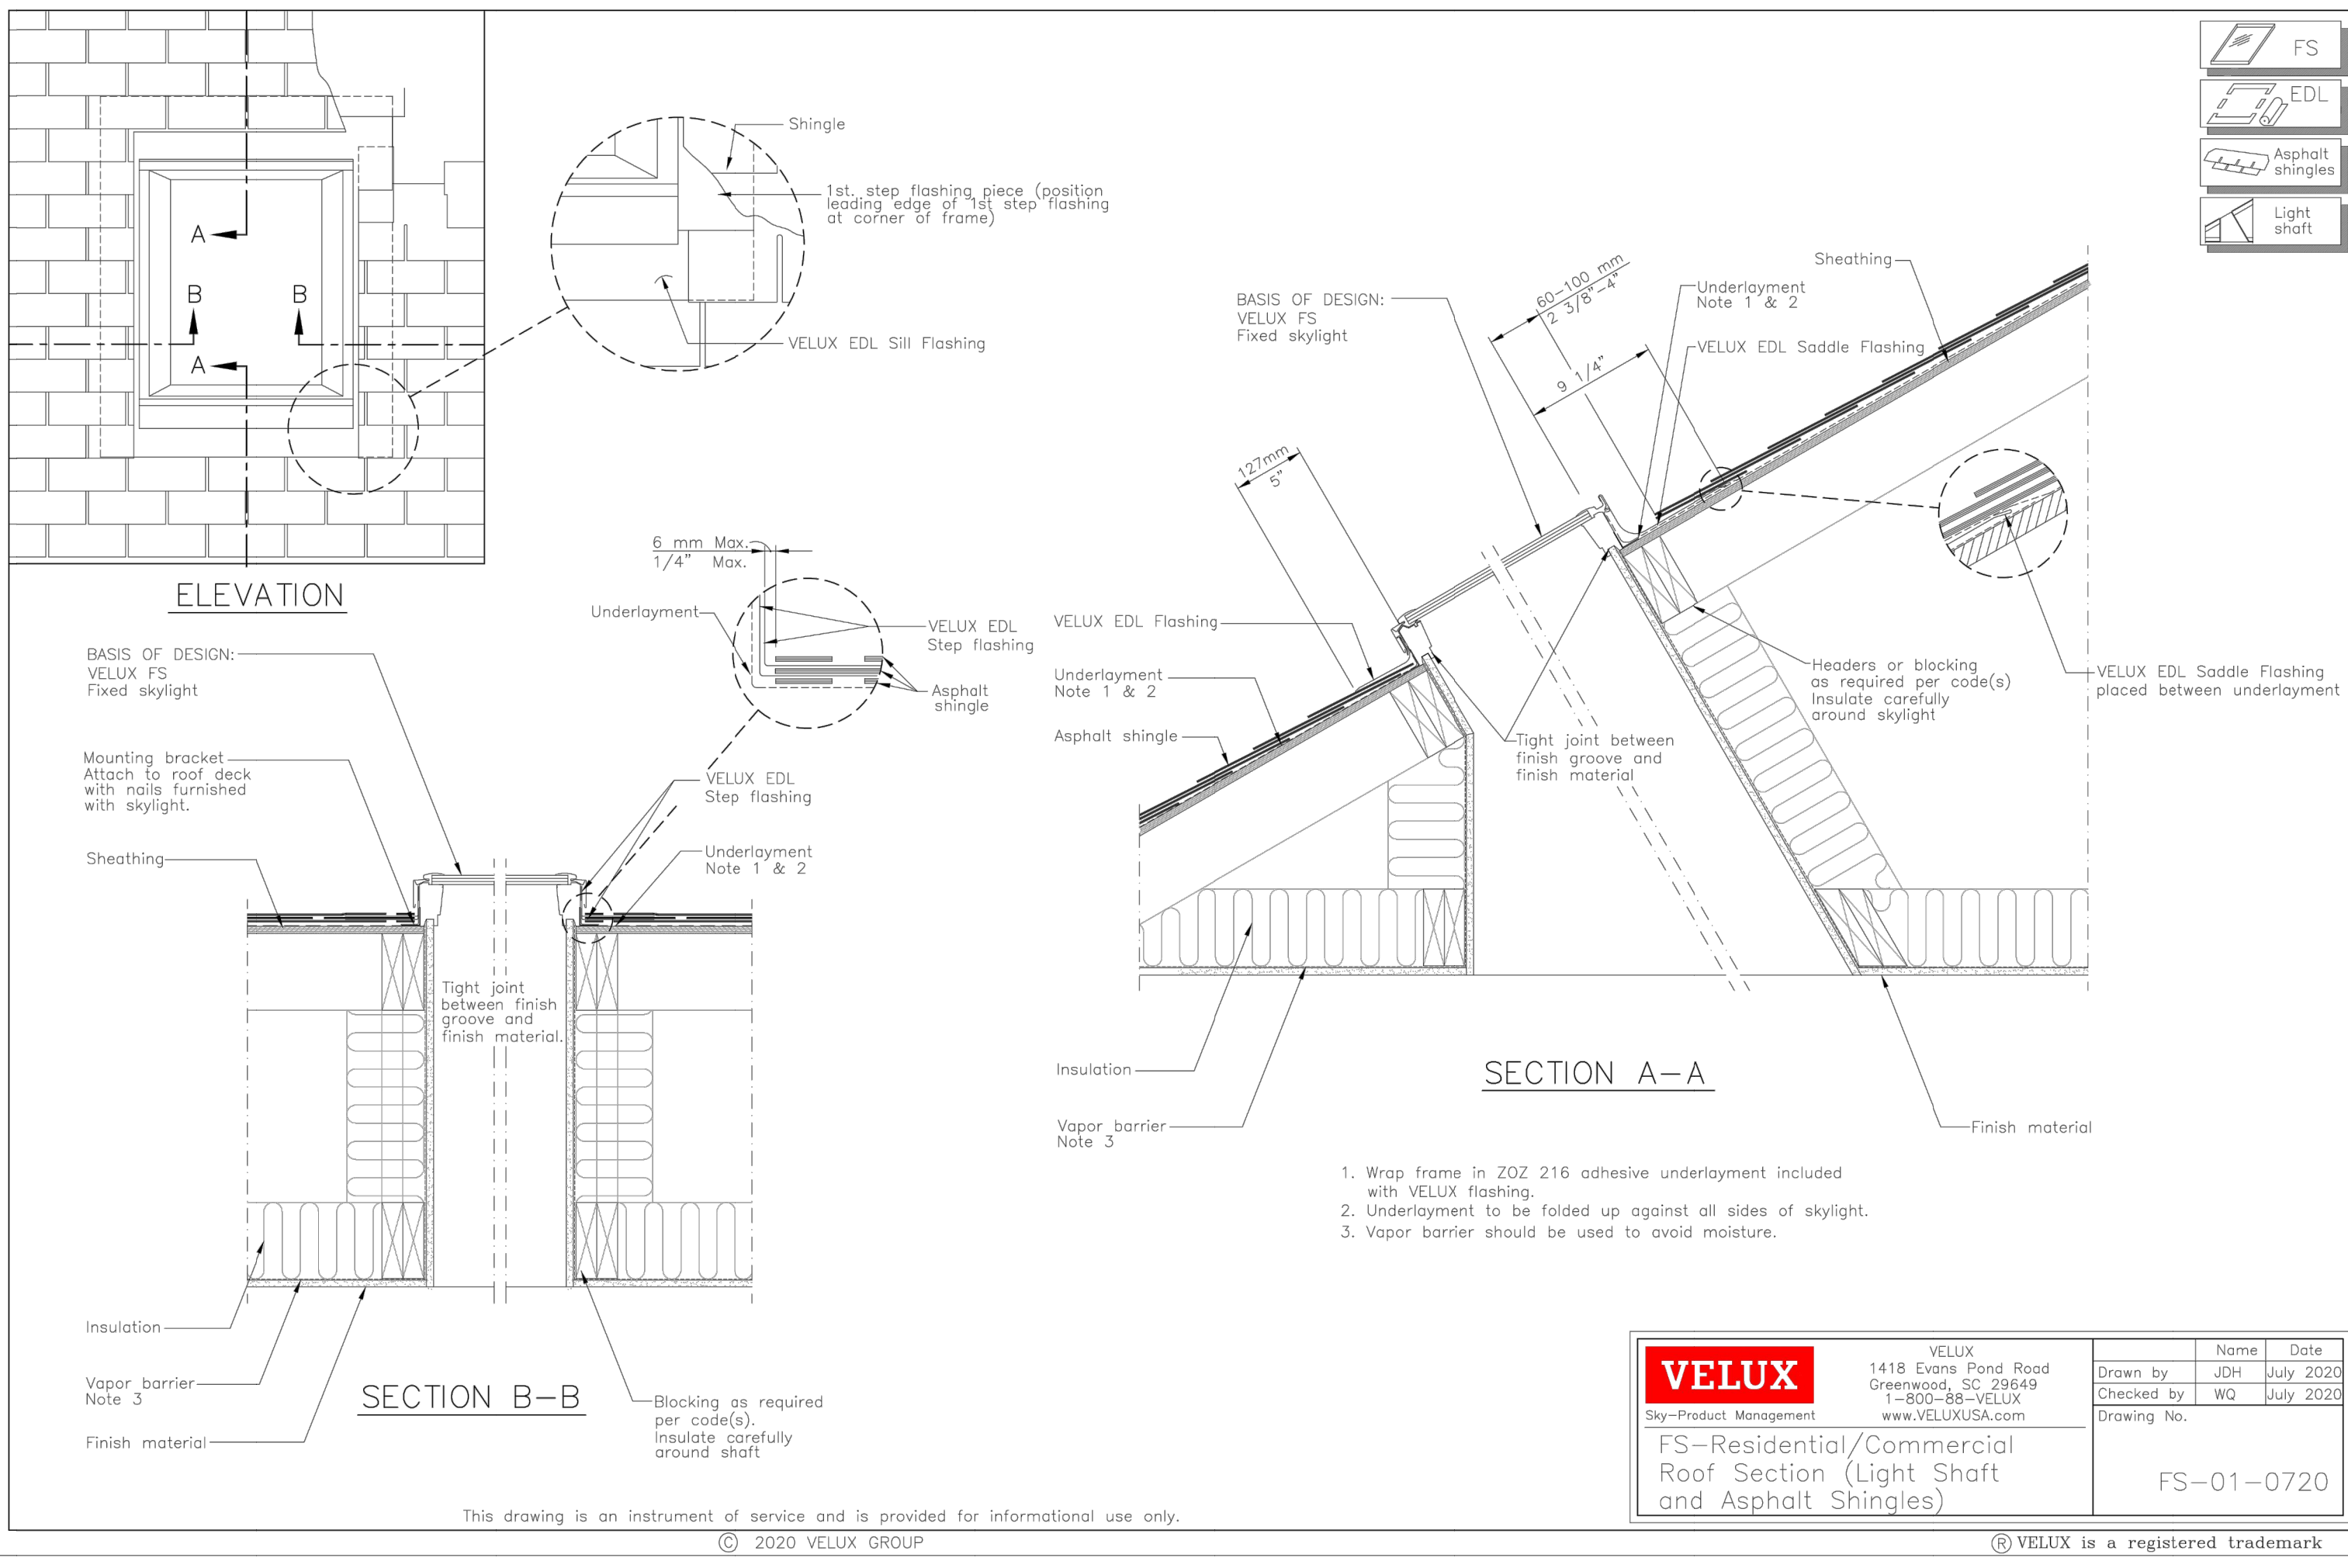 FS
EDL
Asphalt
shingles
Light
shaft
A
B
B
A
ELEVATION
Shingle
1st. step flashing piece (position
leading edge of 1st step flashing
at corner of frame)
VELUX EDL Sill Flashing
6 mm Max.
1/4" Max.
Underlayment
VELUX EDL
Step flashing
Asphalt
shingle
BASIS OF DESIGN:
VELUX FS
Fixed skylight
Mounting bracket
Attach to roof deck
with nails furnished
with skylight.
Sheathing
VELUX EDL
Step flashing
Underlayment
Note 1 & 2
Tight joint
between finish
groove and
finish material.
Insulation
Vapor barrier
Note 3
Finish material
SECTION B-B
Blocking as required
per code(s).
Insulate carefully
around shaft
BASIS OF DESIGN:
VELUX FS
Fixed skylight
60-100 mm
2 3/8"-4"
9 1/4"
127mm
5"
Sheathing
Underlayment
Note 1 & 2
VELUX EDL Saddle Flashing
VELUX EDL Flashing
Underlayment
Note 1 & 2
Asphalt shingle
Tight joint between
finish groove and
finish material
Headers or blocking
as required per code(s)
Insulate carefully
around skylight
VELUX EDL Saddle Flashing
placed between underlayment
Insulation
Vapor barrier
Note 3
SECTION A-A
Finish material
1. Wrap frame in ZOZ 216 adhesive underlayment included
with VELUX flashing.
2. Underlayment to be folded up against all sides of skylight.
3. Vapor barrier should be used to avoid moisture.
VELUX
Sky-Product Management
VELUX
1418 Evans Pond Road
Greenwood, SC 29649
1-800-88-VELUX
www.VELUXUSA.com
Name Date
Drawn by JDH July 2020
Checked by WQ July 2020
Drawing No.
FS-01-0720
FS-Residential/Commercial
Roof Section (Light Shaft
and Asphalt Shingles)
This drawing is an instrument of service and is provided for informational use only.
© 2020 VELUX GROUP
® VELUX is a registered trademark